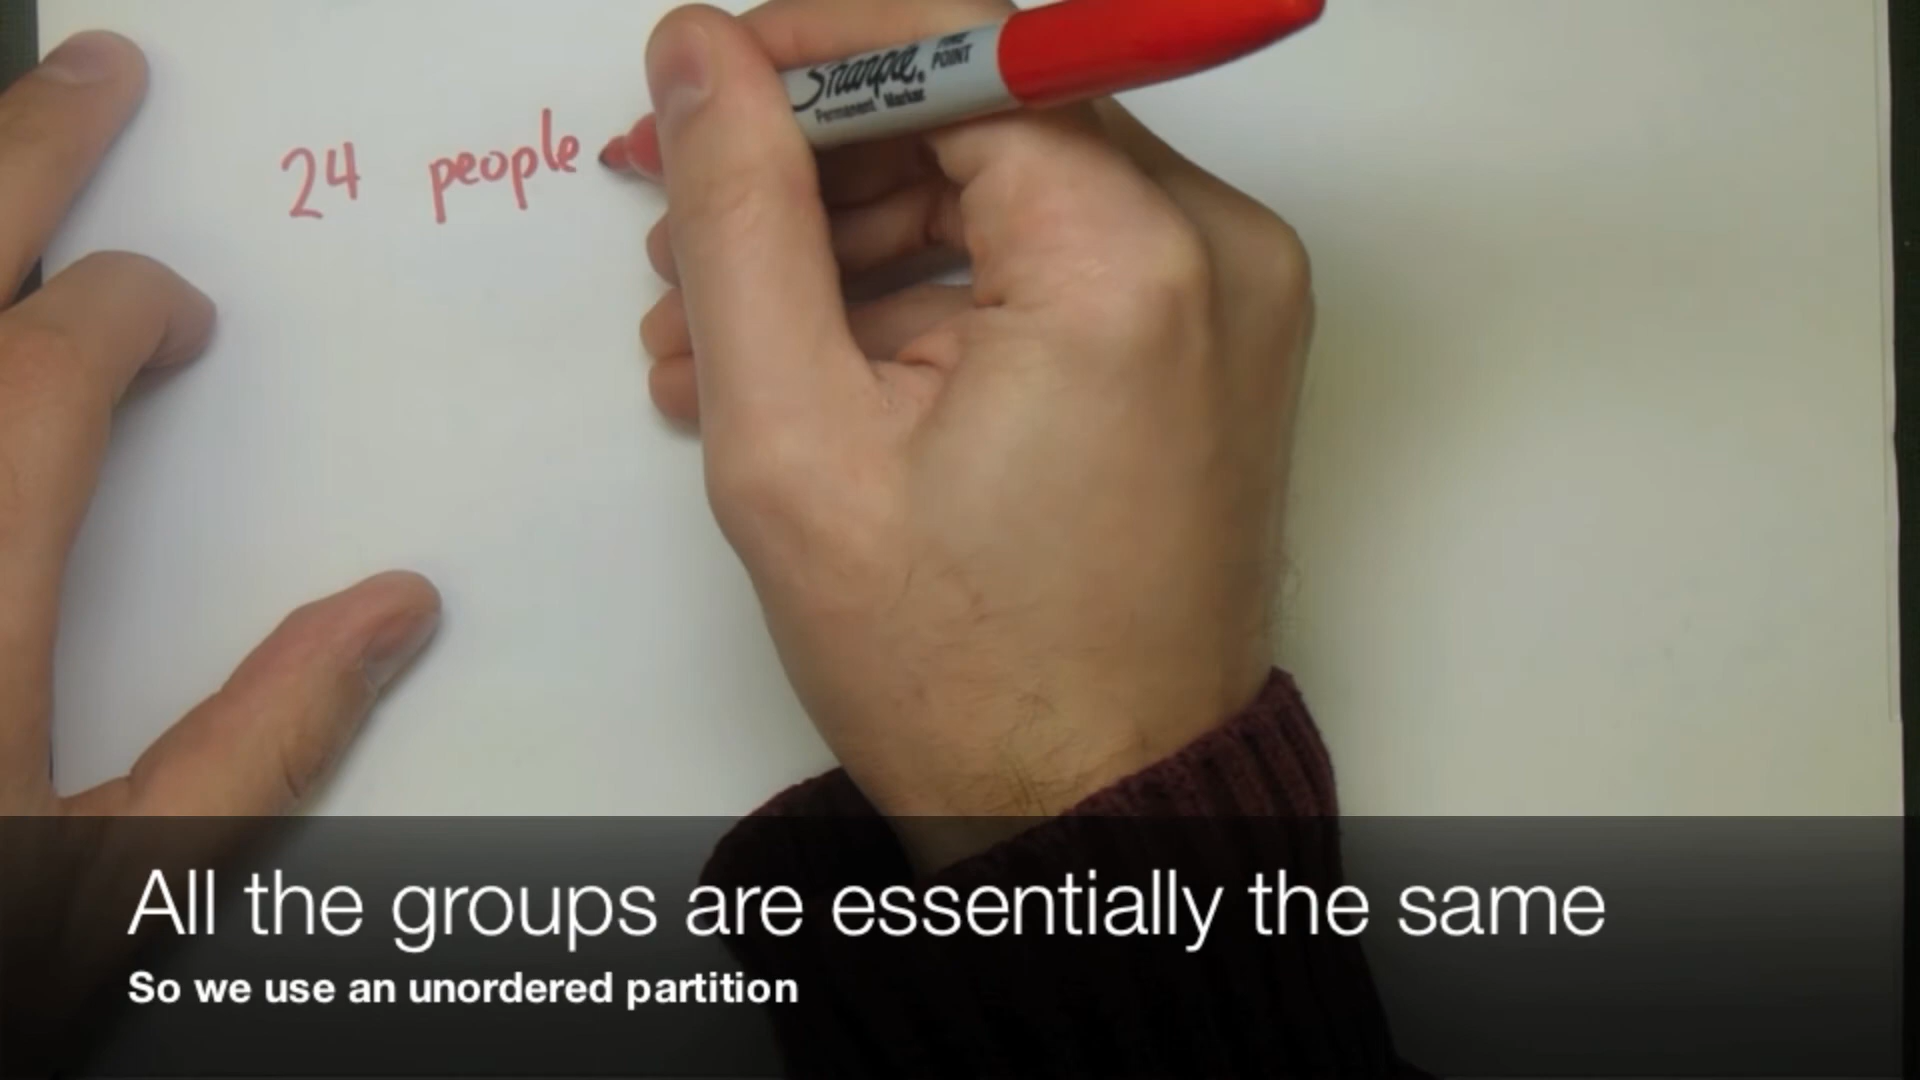 Sharpie. FINE POINT
Permanent Marker
24 people
All the groups are essentially the same
So we use an unordered partition